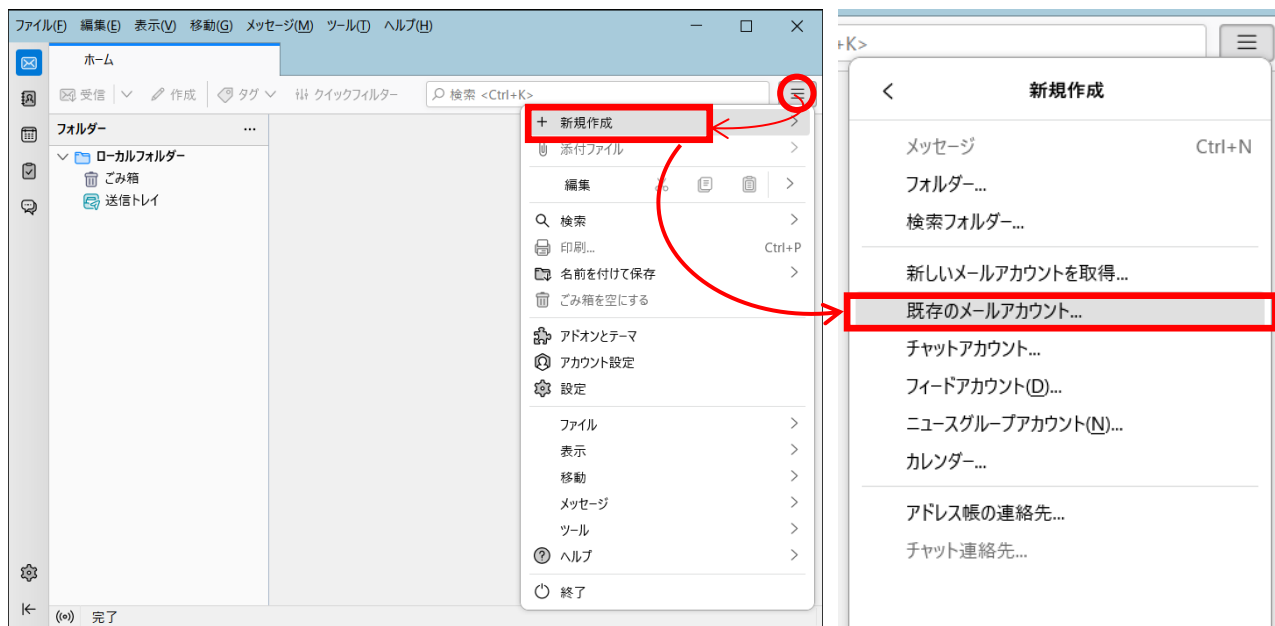 ファイル(F) 編集(E) 表示(V) 移動(G) メッセージ(M) ツール(T) ヘルプ(H)
ホーム
受信 作成 タグ クイックフィルター 検索 <Ctrl+K>
フォルダー ...
ローカルフォルダー
ごみ箱
送信トレイ
完了
新規作成
添付ファイル
編集
検索
印刷... Ctrl+P
名前を付けて保存
ごみ箱を空にする
アドオンとテーマ
アカウント設定
設定
ファイル
表示
移動
メッセージ
ツール
ヘルプ
終了
+K>
新規作成
メッセージ Ctrl+N
フォルダー...
検索フォルダー...
新しいメールアカウントを取得...
既存のメールアカウント...
チャットアカウント...
フィードアカウント(D)...
ニュースグループアカウント(N)...
カレンダー...
アドレス帳の連絡先...
チャット連絡先...